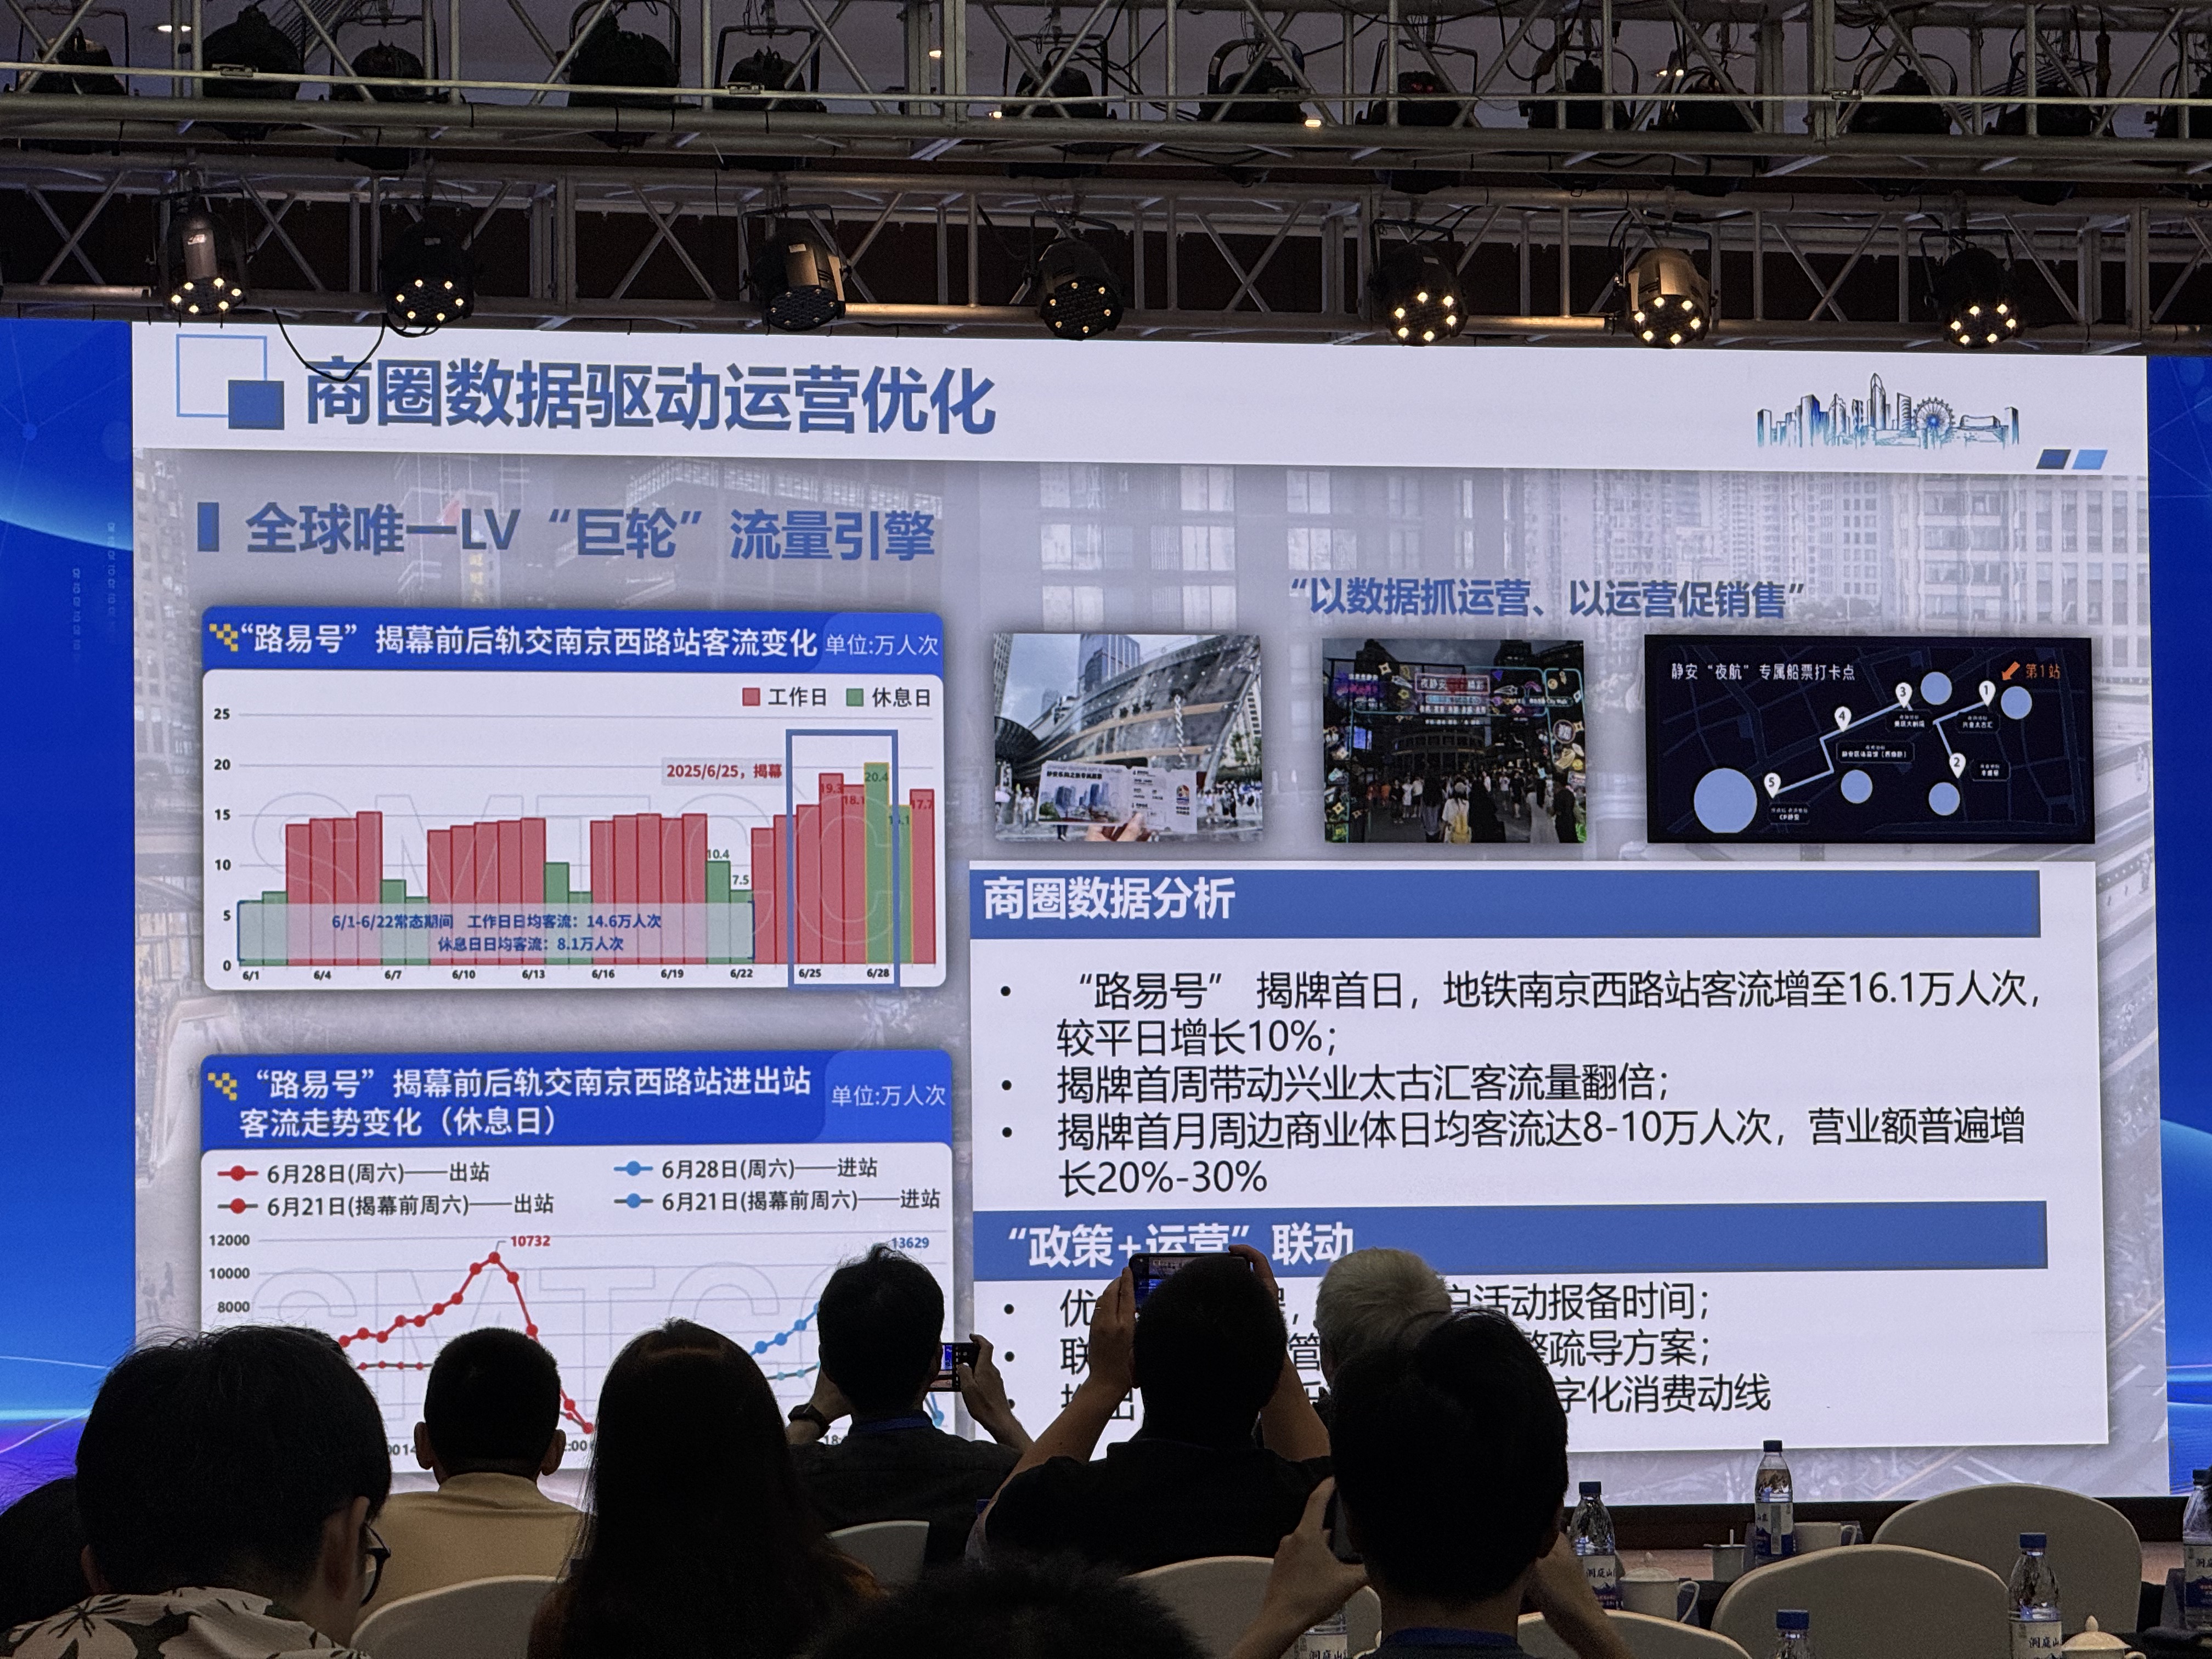 商圈数据驱动运营优化
全球唯一LV“巨轮”流量引擎
“以数据抓运营、以运营促销售”
“路易号”揭幕前后轨交南京西路站客流变化 单位:万人次
工作日 休息日
25
20
15
10
5
0
2025/6/25，揭幕
19.3
18.1
20.4
17.7
10.4
7.5
6/1-6/22常态期间 工作日日均客流：14.6万人次
休息日日均客流：8.1万人次
6/1 6/4 6/7 6/10 6/13 6/16 6/19 6/22 6/25 6/28
SMTCC
静安“夜航”专属船票打卡点
第1站
1
2
3
4
5
“路易号”揭幕前后轨交南京西路站进出站
客流走势变化（休息日）
单位:万人次
6月28日(周六)——出站 6月28日(周六)——进站
6月21日(揭幕前周六)——出站 6月21日(揭幕前周六)——进站
12000
10000
8000
10732
13629
商圈数据分析
• “路易号” 揭牌首日，地铁南京西路站客流增至16.1万人次，
较平日增长10%；
• 揭牌首周带动兴业太古汇客流量翻倍；
• 揭牌首月周边商业体日均客流达8-10万人次，营业额普遍增
长20%-30%
“政策+运营”联动
• 优 活动报备时间；
• 联 疏导方案；
• 字化消费动线